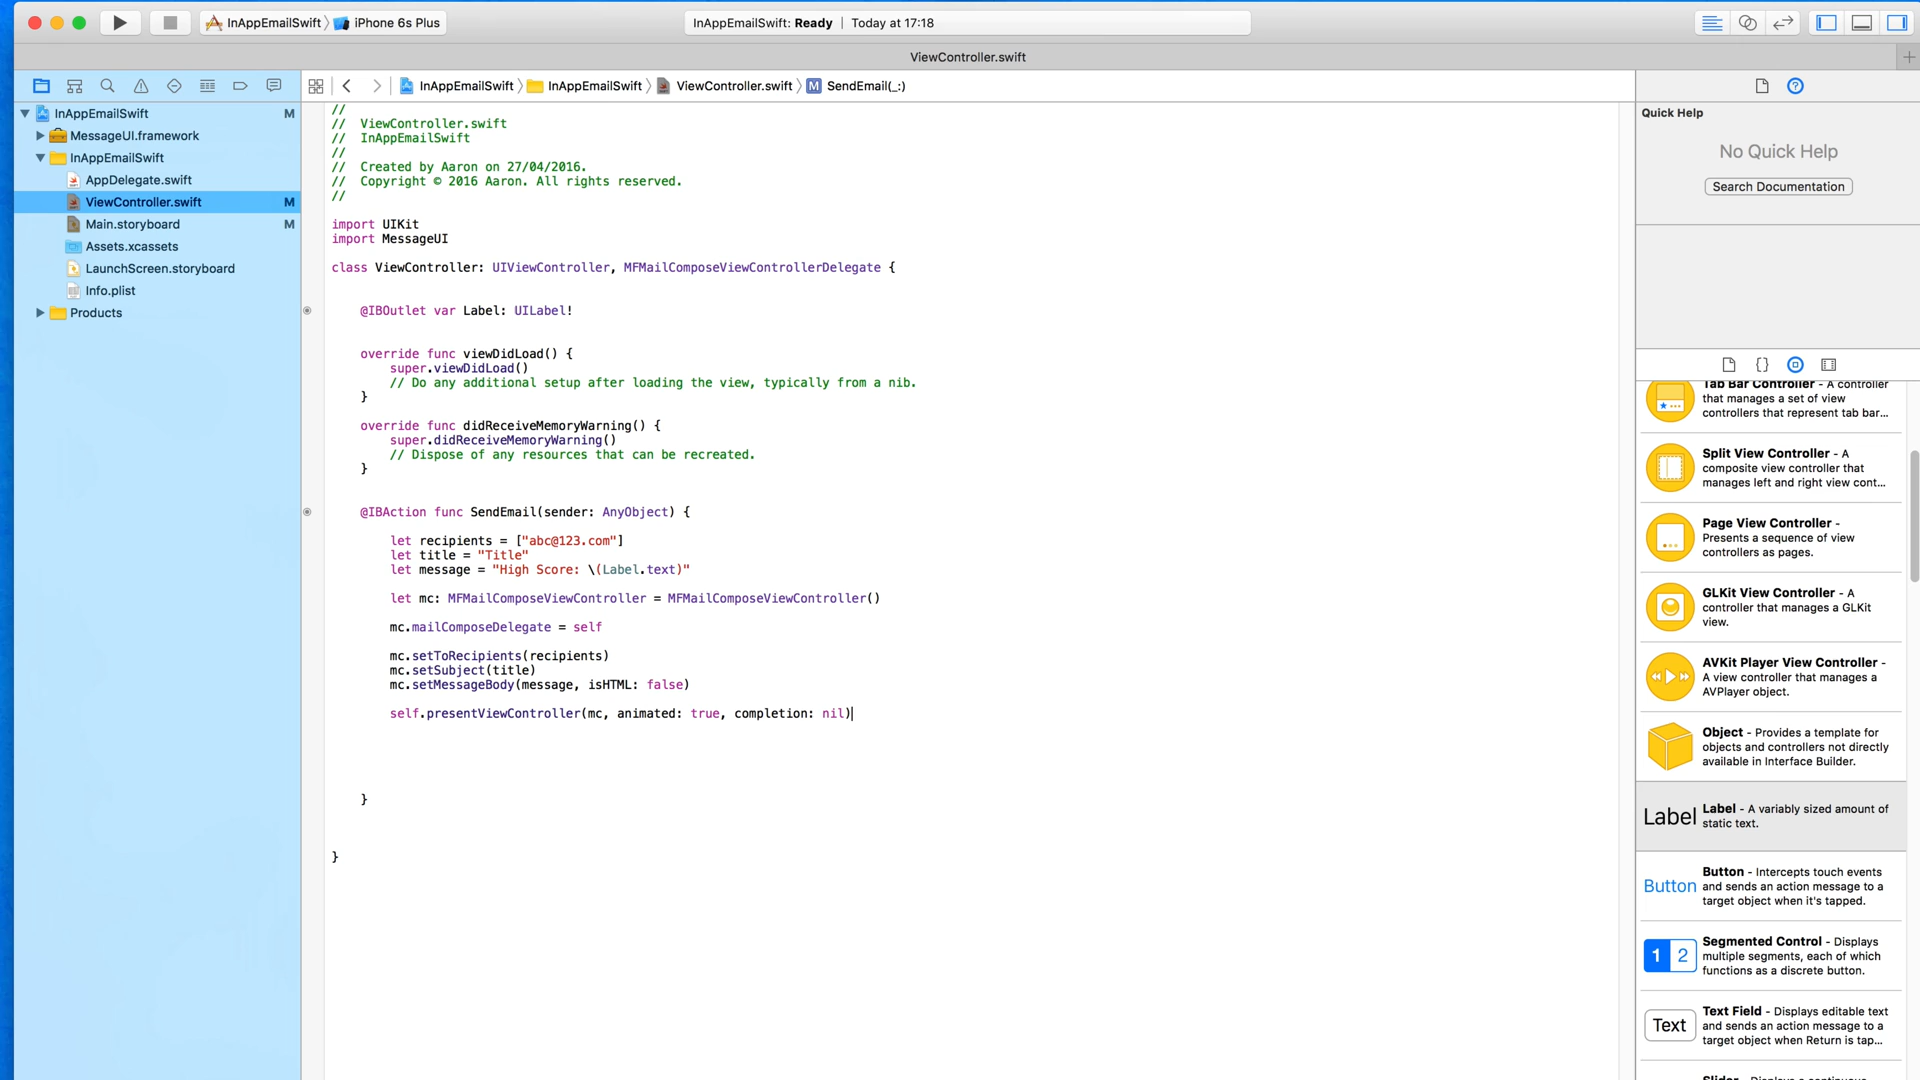 InAppEmailSwift
iPhone 6s Plus
InAppEmailSwift: Ready | Today at 17:18
ViewController.swift
InAppEmailSwift
InAppEmailSwift
ViewController.swift
M
SendEmail(_:)
InAppEmailSwift
M
MessageUI.framework
InAppEmailSwift
AppDelegate.swift
ViewController.swift
M
Main.storyboard
M
Assets.xcassets
LaunchScreen.storyboard
Info.plist
Products
//
// ViewController.swift
// InAppEmailSwift
//
// Created by Aaron on 27/04/2016.
// Copyright © 2016 Aaron. All rights reserved.
//
import UIKit
import MessageUI
class ViewController: UIViewController, MFMailComposeViewControllerDelegate {
@IBOutlet var Label: UILabel!
override func viewDidLoad() {
super.viewDidLoad()
// Do any additional setup after loading the view, typically from a nib.
}
override func didReceiveMemoryWarning() {
super.didReceiveMemoryWarning()
// Dispose of any resources that can be recreated.
}
@IBAction func SendEmail(sender: AnyObject) {
let recipients = ["abc@123.com"]
let title = "Title"
let message = "High Score: \(Label.text)"
let mc: MFMailComposeViewController = MFMailComposeViewController()
mc.mailComposeDelegate = self
mc.setToRecipients(recipients)
mc.setSubject(title)
mc.setMessageBody(message, isHTML: false)
self.presentViewController(mc, animated: true, completion: nil)
}
}
Quick Help
No Quick Help
Search Documentation
Tab Bar Controller - A controller
that manages a set of view
controllers that represent tab bar...
Split View Controller - A
composite view controller that
manages left and right view cont...
Page View Controller -
Presents a sequence of view
controllers as pages.
GLKit View Controller - A
controller that manages a GLKit
view.
AVKit Player View Controller -
A view controller that manages a
AVPlayer object.
Object - Provides a template for
objects and controllers not directly
available in Interface Builder.
Label
Label - A variably sized amount of
static text.
Button
Button - Intercepts touch events
and sends an action message to a
target object when it's tapped.
1 2
Segmented Control - Displays
multiple segments, each of which
functions as a discrete button.
Text
Text Field - Displays editable text
and sends an action message to a
target object when Return is tap...
Slider - Displays a continuous